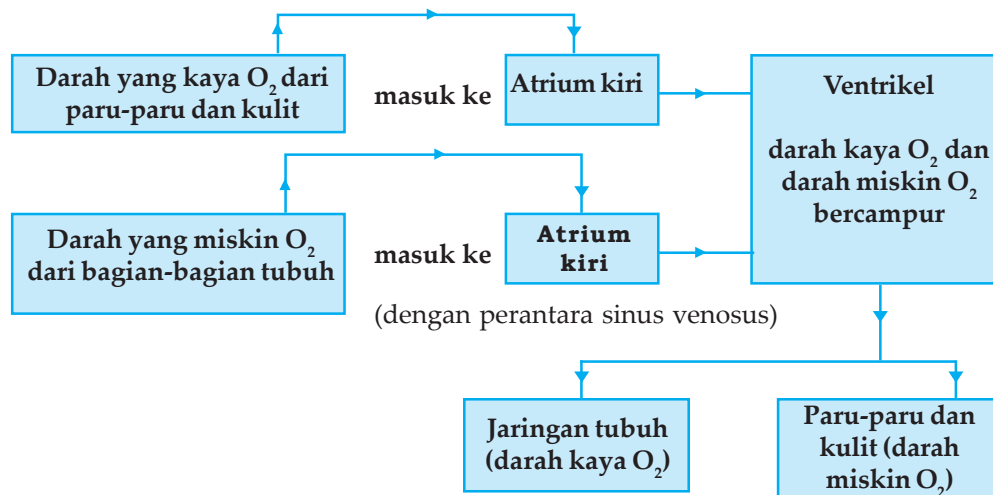 Darah yang kaya O₂ dari
paru-paru dan kulit
masuk ke
Atrium kiri
Ventrikel
darah kaya O₂ dan
darah miskin O₂
bercampur
Darah yang miskin O₂
dari bagian-bagian tubuh
masuk ke
Atrium
kiri
(dengan perantara sinus venosus)
Jaringan tubuh
(darah kaya O₂)
Paru-paru dan
kulit (darah
miskin O₂)